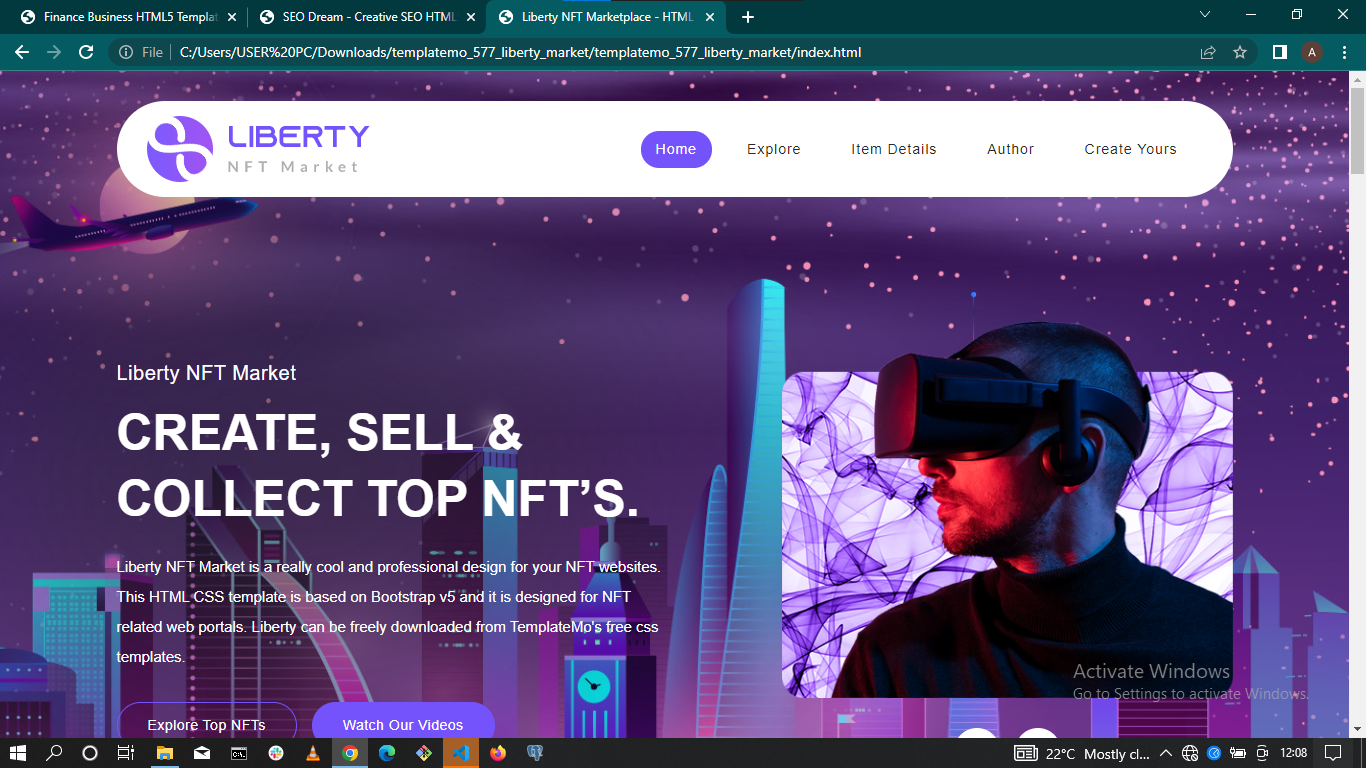 Finance Business HTML5 Templat
SEO Dream - Creative SEO HTML
Liberty NFT Marketplace - HTML
File
C:/Users/USER%20PC/Downloads/templatemo_577_liberty_market/templatemo_577_liberty_market/index.html
A
LIBERTY
NFT Market
Home
Explore
Item Details
Author
Create Yours
Liberty NFT Market
CREATE, SELL &
COLLECT TOP NFT’S.
Liberty NFT Market is a really cool and professional design for your NFT websites.
This HTML CSS template is based on Bootstrap v5 and it is designed for NFT
related web portals. Liberty can be freely downloaded from TemplateMo's free css
templates.
Explore Top NFTs
Watch Our Videos
Activate Windows
Go to Settings to activate Windows.
22°C Mostly cl...
12:08